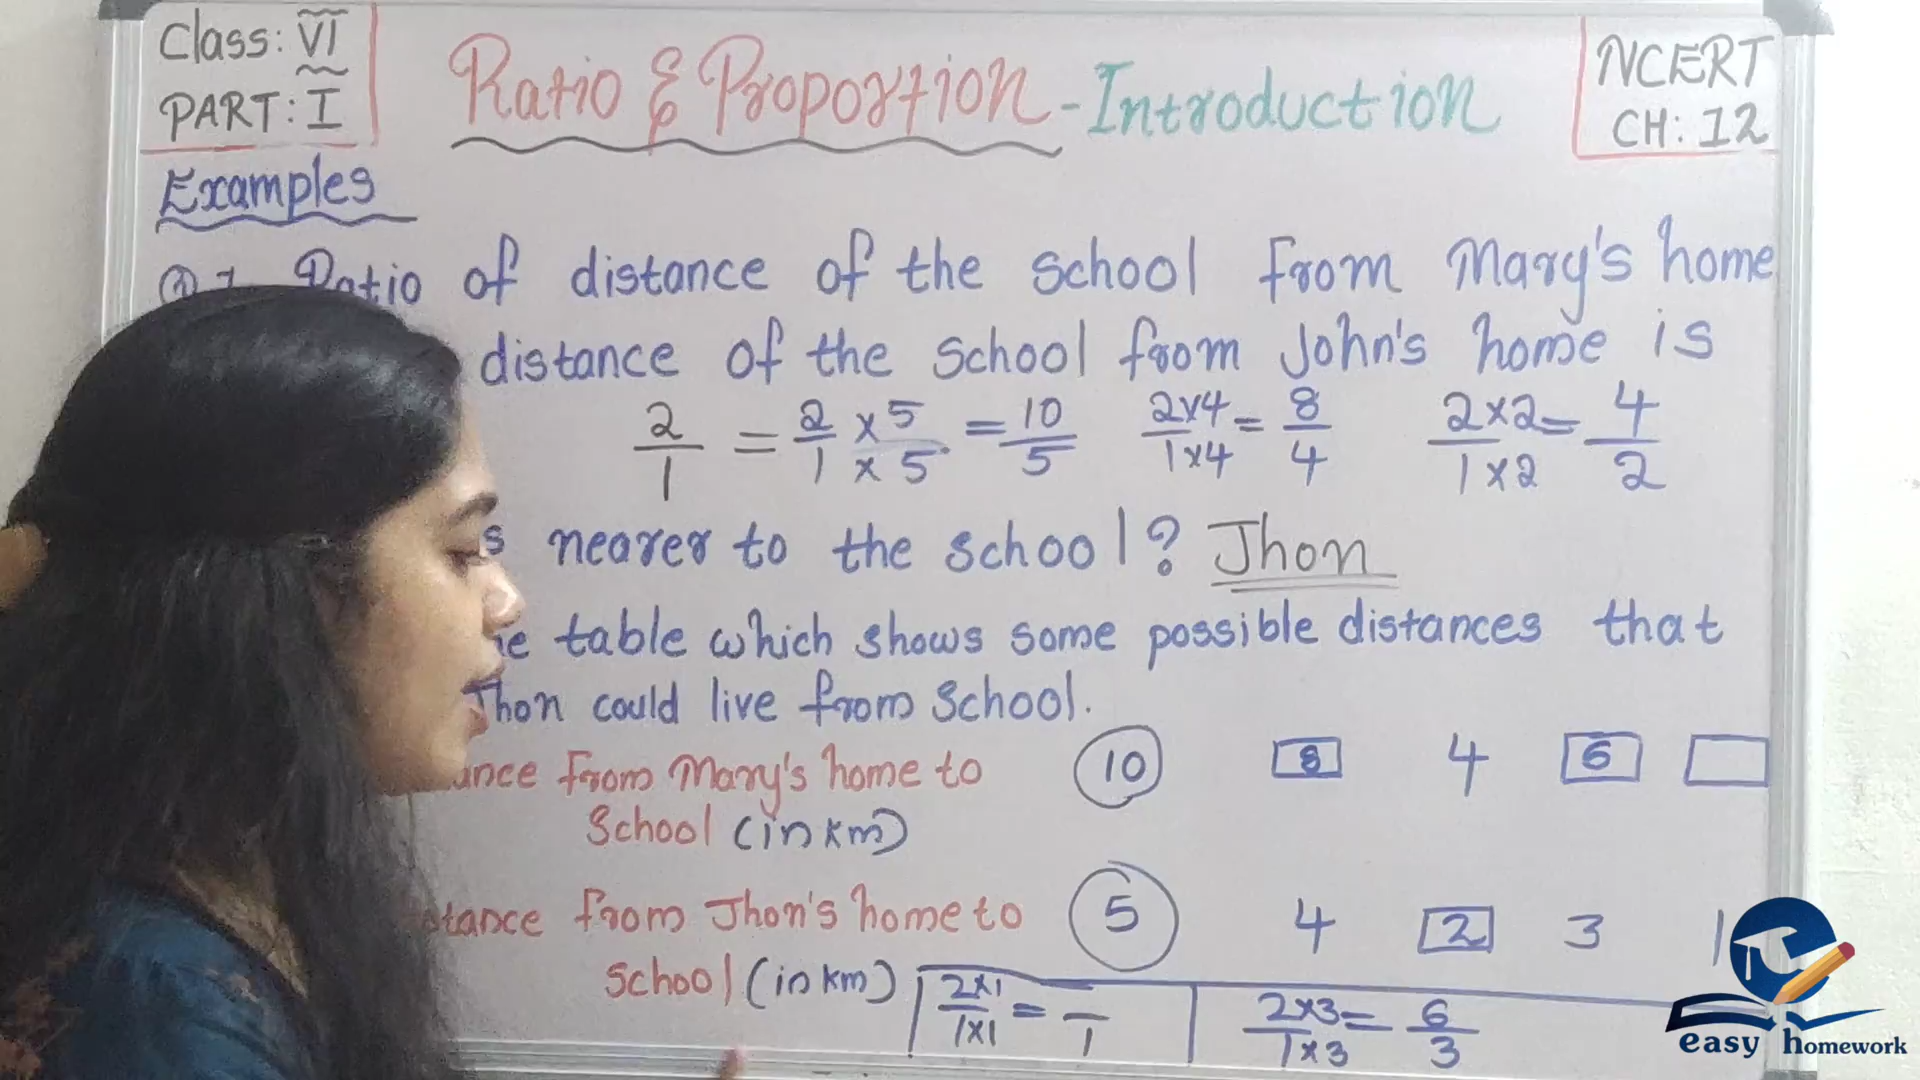 Class: VI
PART: I
Ratio & Proportion - Introduction
NCERT
CH: 12
Examples
Ratio of distance of the school from Mary's home
distance of the school from John's home is
2/1 = 2/1 × 5 / × 5 = 10/5 2×4/1×4 = 8/4 2×2/1×2 = 4/2
nearer to the school? Jhon
table which shows some possible distances that
Jhon could live from School.
from Mary's home to 10 8 4 6
School (in km)
from Jhon's home to 5 4 2 3 1
School (in km)
2×1/1×1 = /1 2×3/1×3 = 6/3
easy homework